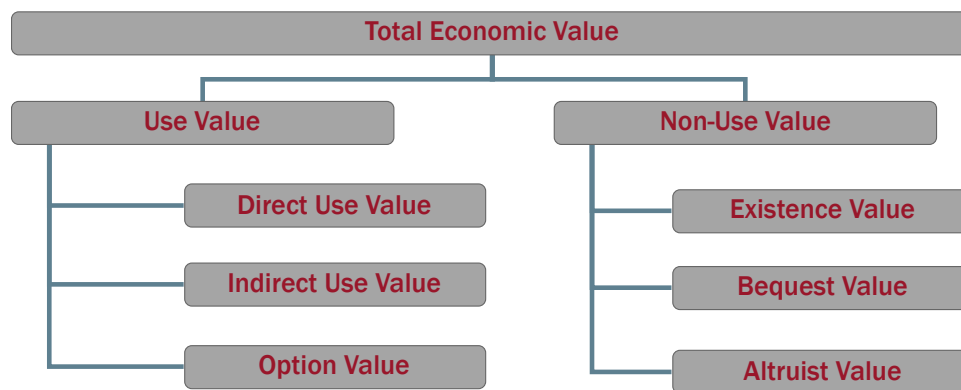 Total Economic Value
Use Value
Non-Use Value
Direct Use Value
Existence Value
Indirect Use Value
Bequest Value
Option Value
Altruist Value